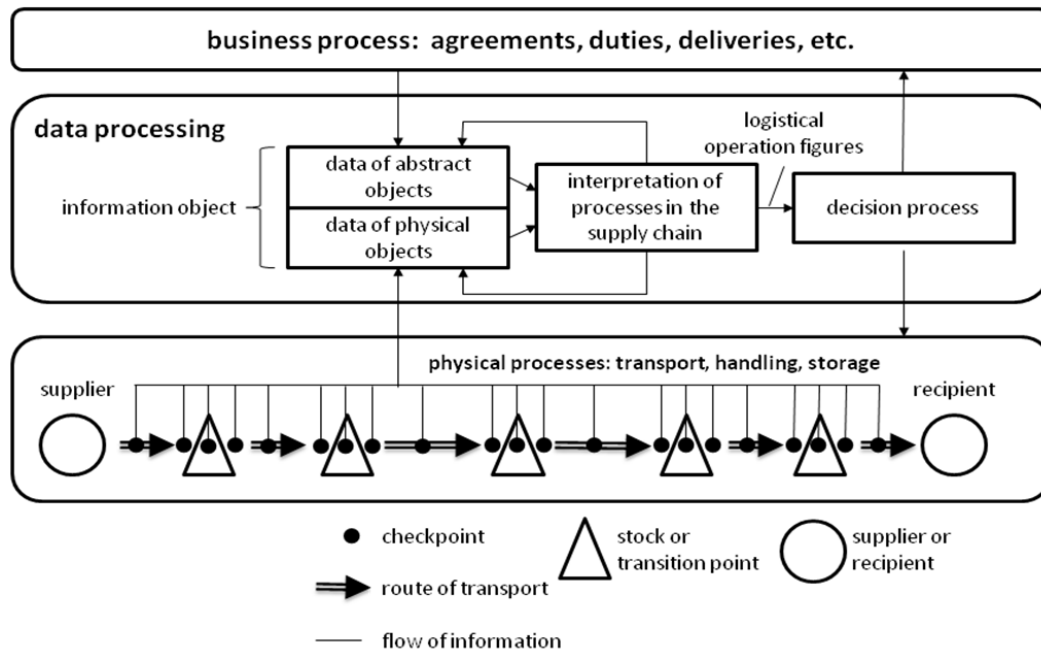 business process: agreements, duties, deliveries, etc.
data processing
logistical
operation figures
information object
data of abstract
objects
data of physical
objects
interpretation of
processes in the
supply chain
decision process
physical processes: transport, handling, storage
supplier
recipient
checkpoint
stock or
transition point
supplier or
recipient
route of transport
flow of information